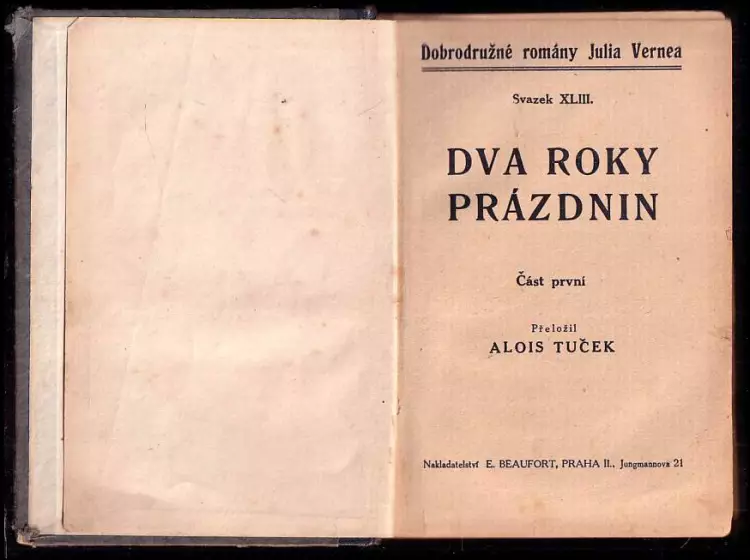 Dobrodružné romány Julia Vernea
Svazek XLIII.
DVA ROKY
PRÁZDNIN
Část první
Přeložil
ALOIS TUČEK
Nakladatelství E. BEAUFORT, PRAHA II., Jungmannova 21